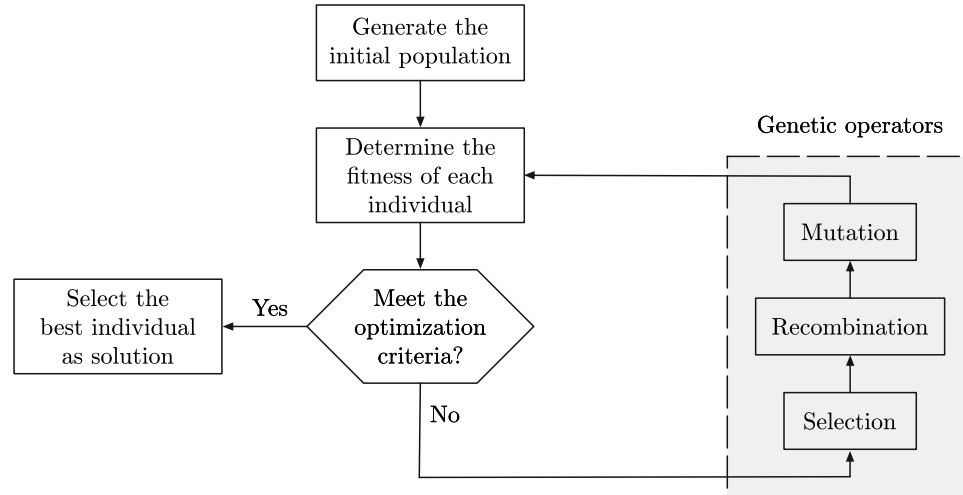 Generate the
initial population
Genetic operators
Determine the
fitness of each
individual
Mutation
Select the
best individual
as solution
Yes
Meet the
optimization
criteria?
Recombination
No
Selection